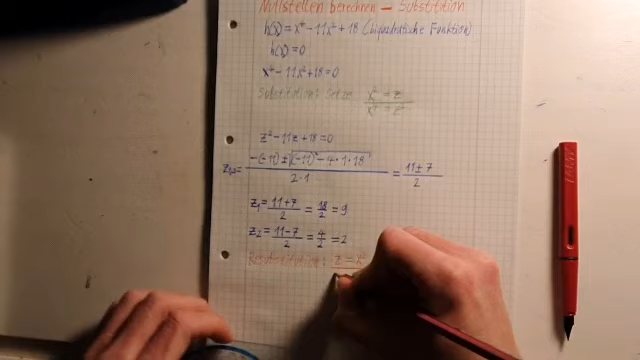 Nullstellen berechnen – Substitution
h(x) = x⁴ - 11x² + 18 (biquadratische Funktion)
h(x) = 0
x⁴ - 11x² + 18 = 0
Substitution: Setze x² = z
x⁴ = z²
z² - 11z + 18 = 0
z₁,₂ = (-(-11) ± √((-11)² - 4·1·18)) / (2·1) = (11 ± 7) / 2
z₁ = (11+7)/2 = 18/2 = 9
z₂ = (11-7)/2 = 4/2 = 2
Resubstitution: z = x²